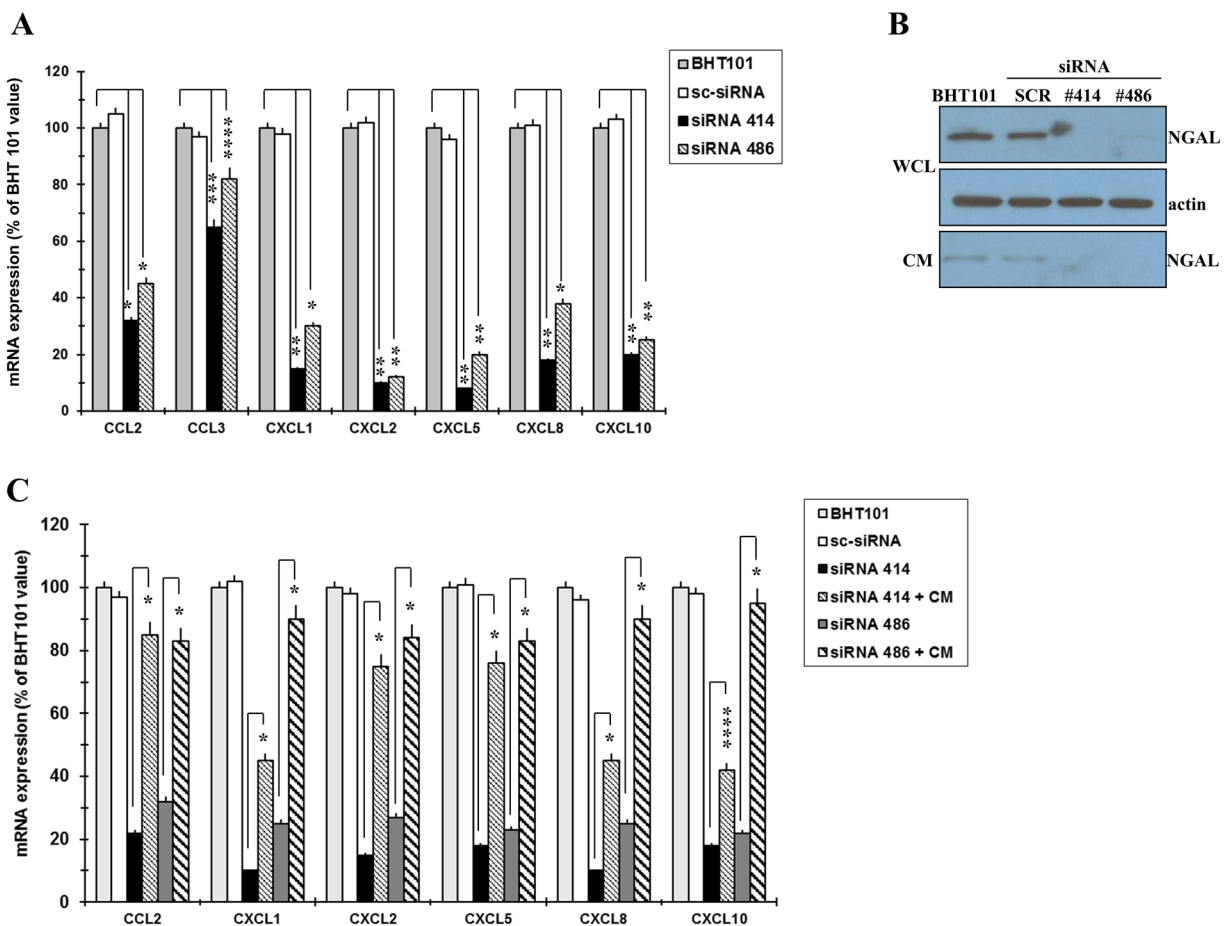 A
BHT101
sc-siRNA
siRNA 414
siRNA 486
mRNA expression (% of BHT 101 value)
120
100
80
60
40
20
0
* *
*** ****
** *
** **
** **
** *
** **
CCL2 CCL3 CXCL1 CXCL2 CXCL5 CXCL8 CXCL10
B
siRNA
BHT101 SCR #414 #486
NGAL
WCL
actin
CM
NGAL
C
BHT101
sc-siRNA
siRNA 414
siRNA 414 + CM
siRNA 486
siRNA 486 + CM
mRNA expression (% of BHT101 value)
120
100
80
60
40
20
0
* *
* *
* *
* *
* *
**** *
CCL2 CXCL1 CXCL2 CXCL5 CXCL8 CXCL10